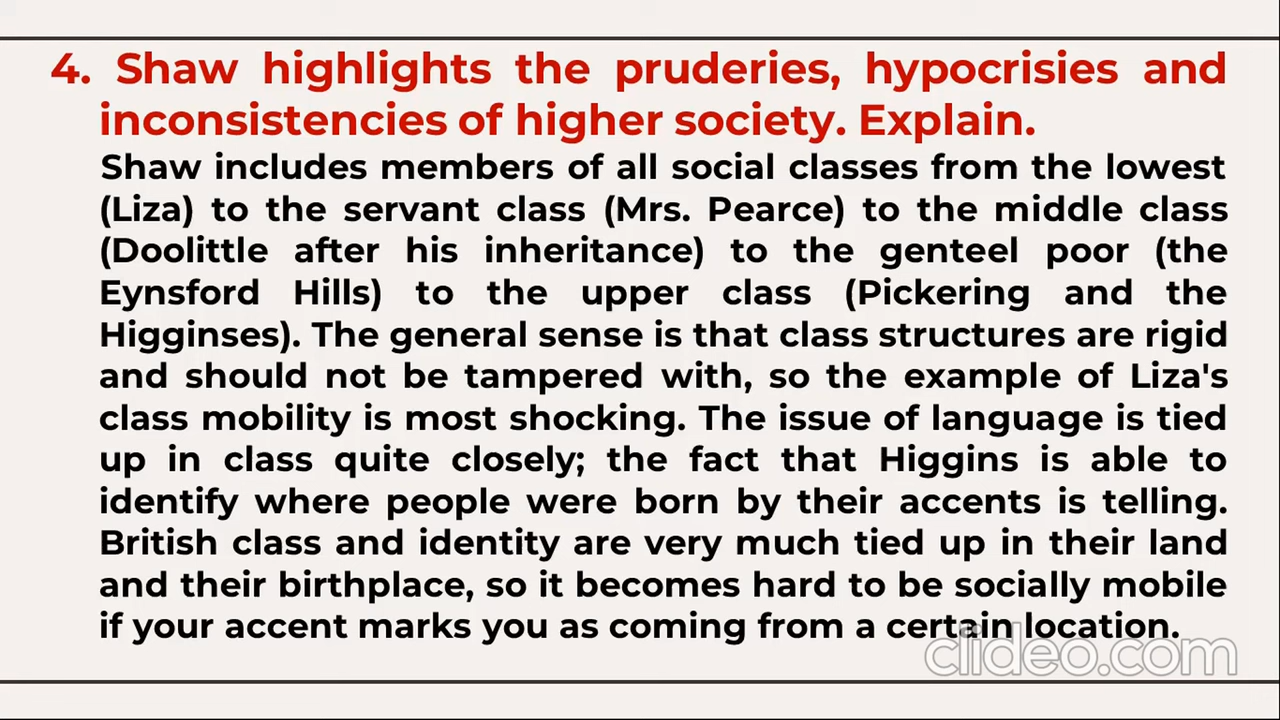 4. Shaw highlights the pruderies, hypocrisies and
inconsistencies of higher society. Explain.
Shaw includes members of all social classes from the lowest
(Liza) to the servant class (Mrs. Pearce) to the middle class
(Doolittle after his inheritance) to the genteel poor (the
Eynsford Hills) to the upper class (Pickering and the
Higginses). The general sense is that class structures are rigid
and should not be tampered with, so the example of Liza's
class mobility is most shocking. The issue of language is tied
up in class quite closely; the fact that Higgins is able to
identify where people were born by their accents is telling.
British class and identity are very much tied up in their land
and their birthplace, so it becomes hard to be socially mobile
if your accent marks you as coming from a certain location.
clideo.com